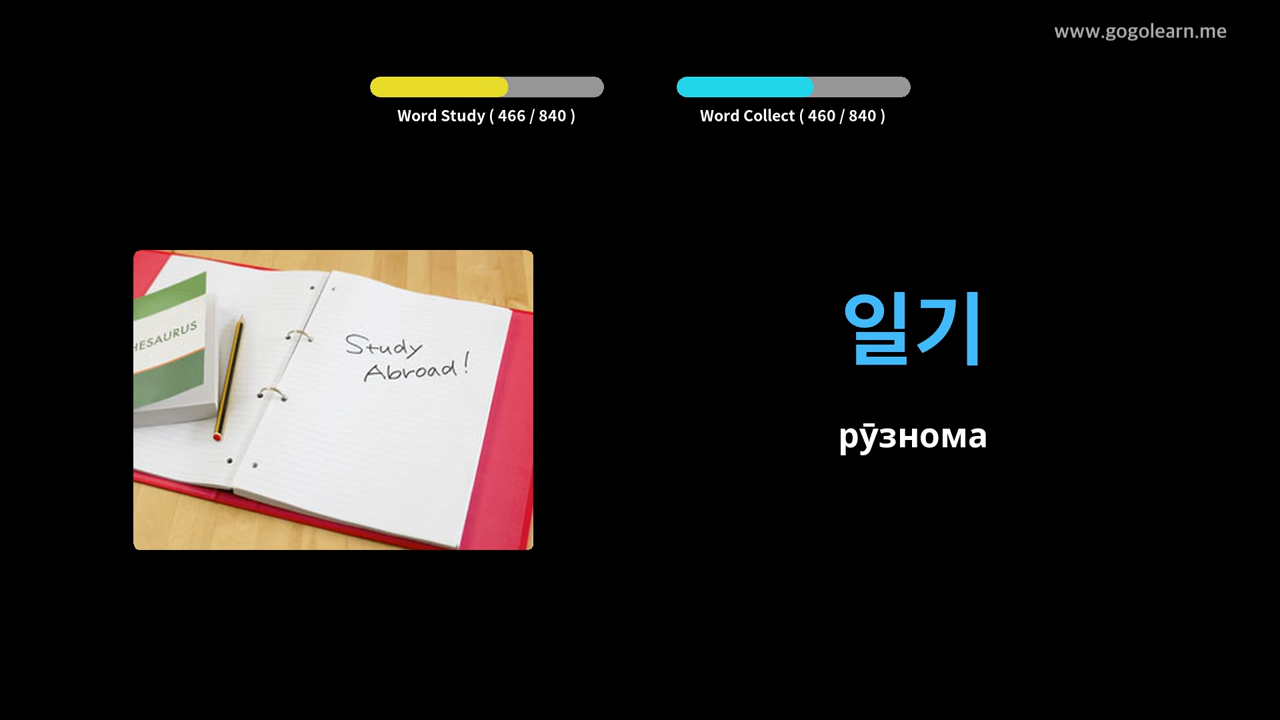 www.gogolearn.me
Word Study ( 466 / 840 )
Word Collect ( 460 / 840 )
HESAURUS
Study
Abroad!
일기
рӯзнома